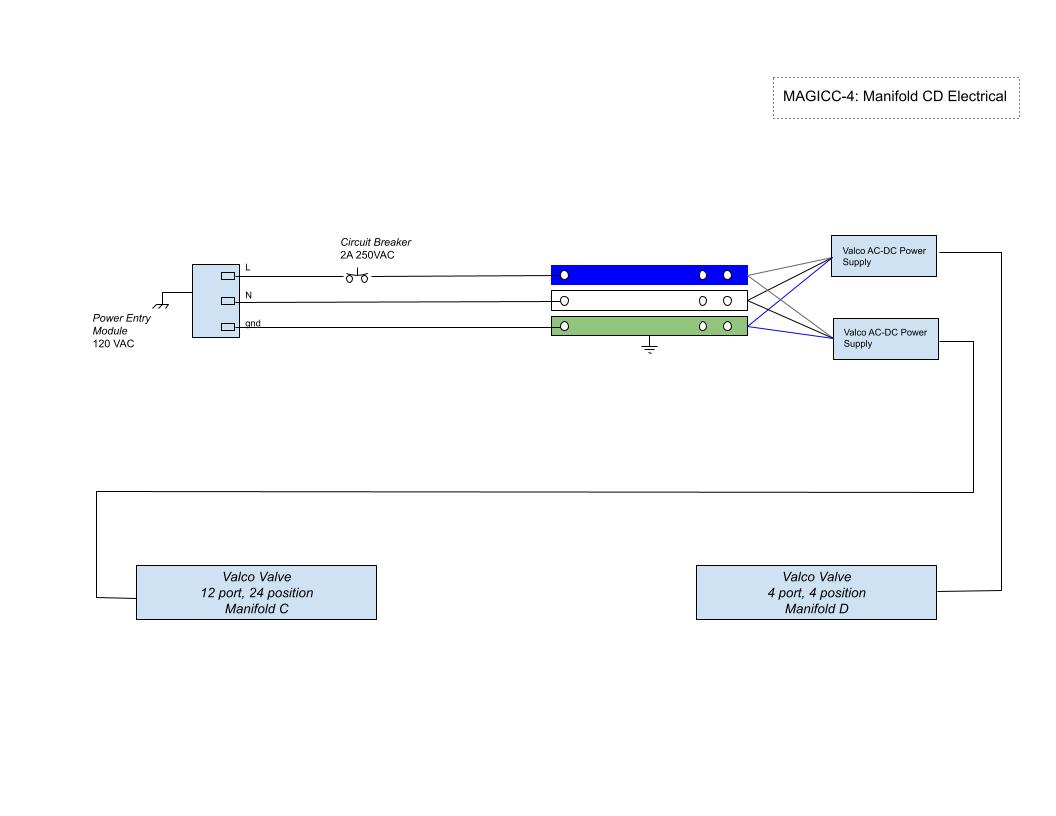 MAGICC-4: Manifold CD Electrical
Circuit Breaker
2A 250VAC
Valco AC-DC Power
Supply
L
N
gnd
Power Entry
Module
120 VAC
Valco AC-DC Power
Supply
Valco Valve
12 port, 24 position
Manifold C
Valco Valve
4 port, 4 position
Manifold D